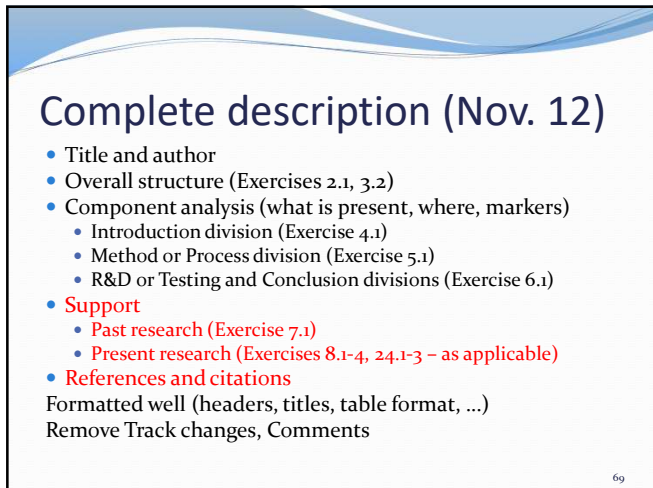 Complete description (Nov. 12)
• Title and author
• Overall structure (Exercises 2.1, 3.2)
• Component analysis (what is present, where, markers)
• Introduction division (Exercise 4.1)
• Method or Process division (Exercise 5.1)
• R&D or Testing and Conclusion divisions (Exercise 6.1)
• Support
• Past research (Exercise 7.1)
• Present research (Exercises 8.1-4, 24.1-3 – as applicable)
• References and citations
Formatted well (headers, titles, table format, …)
Remove Track changes, Comments
69